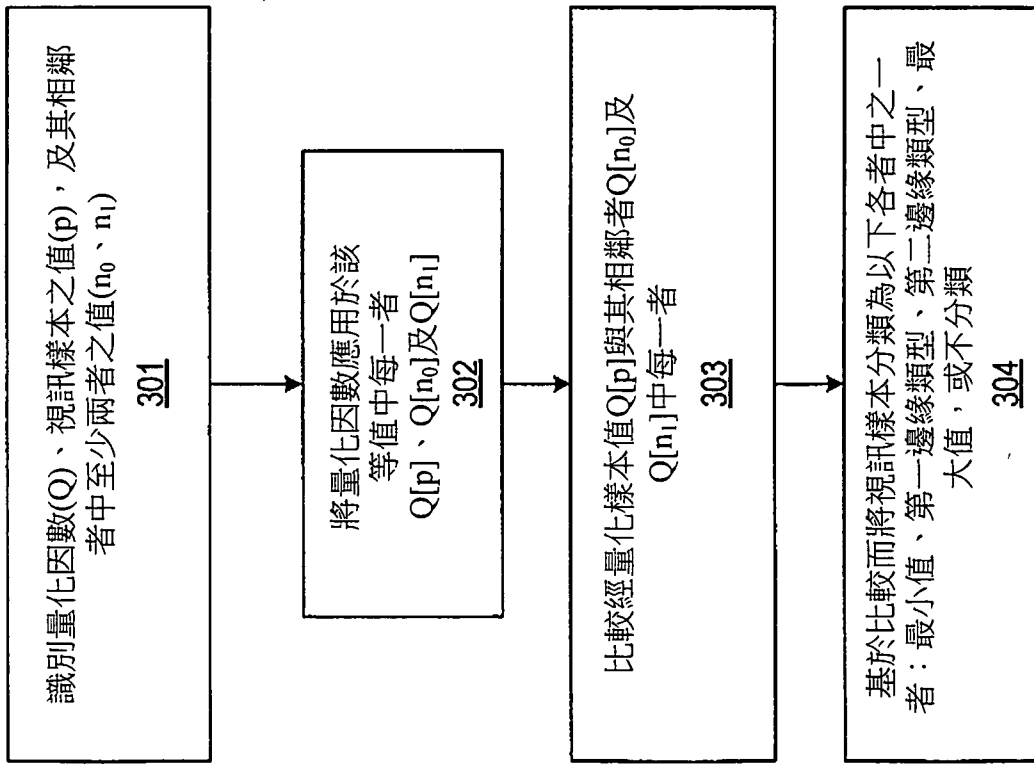 識別量化因數(Q)、視訊樣本之值(p)，及其相鄰
者中至少兩者之值(n₀、n₁)
301
將量化因數應用於該
等值中每一者
Q[p]、Q[n₀]及Q[n₁]
302
比較經量化樣本值Q[p]與其相鄰者Q[n₀]及
Q[n₁]中每一者
303
基於比較而將視訊樣本分類為以下各者中之一
者：最小值、第一邊緣類型、第二邊緣類型、最
大值，或不分類
304